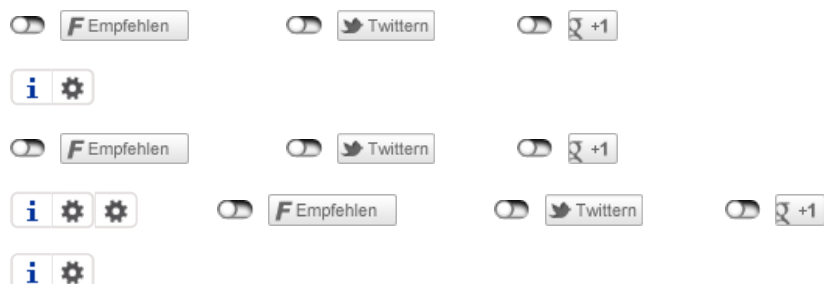 F Empfehlen Twittern g +1
i
F Empfehlen Twittern g +1
i F Empfehlen Twittern g +1
i